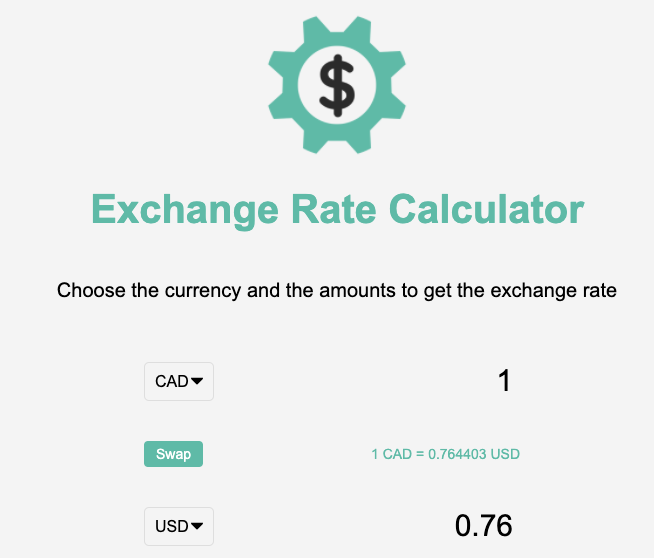 $
Exchange Rate Calculator
Choose the currency and the amounts to get the exchange rate
CAD 1
Swap 1 CAD = 0.764403 USD
USD 0.76